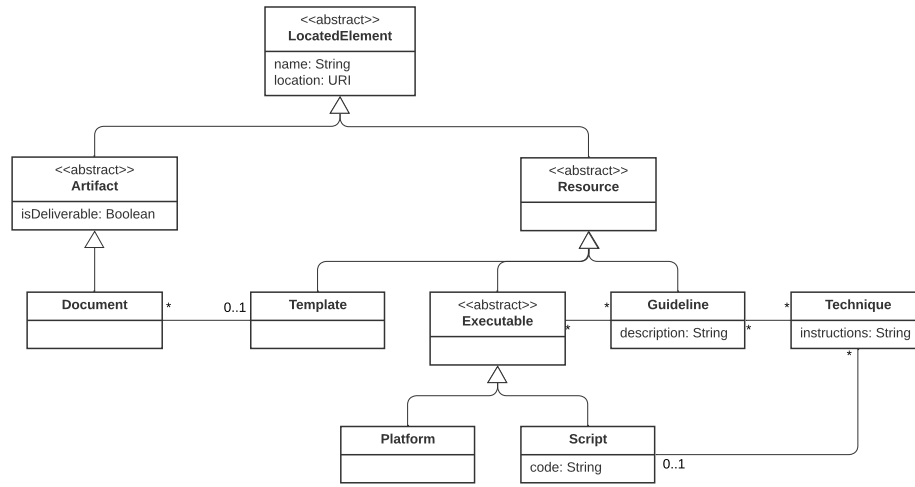 <<abstract>>
LocatedElement
name: String
location: URI
<<abstract>>
Artifact
isDeliverable: Boolean
<<abstract>>
Resource
Document
*
0..1
Template
<<abstract>>
Executable
*
*
Guideline
description: String
*
*
Technique
instructions: String
*
Platform
Script
code: String
0..1